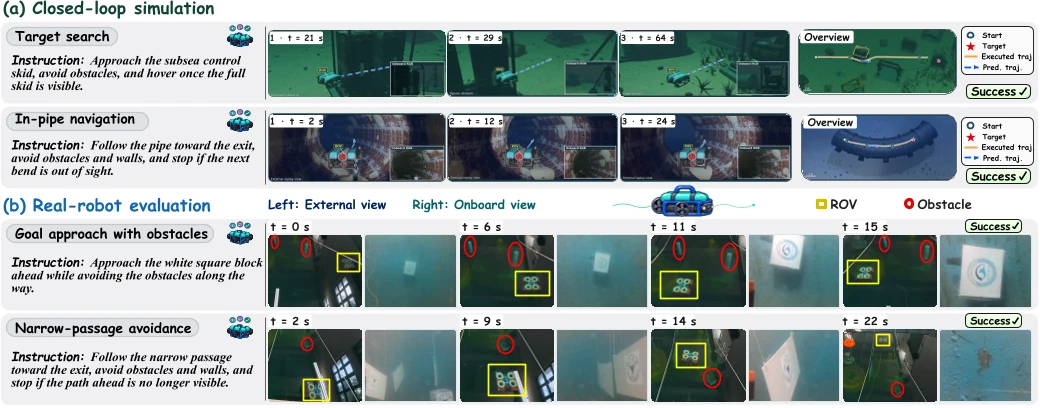 (a) Closed-loop simulation
Target search
Instruction: Approach the subsea control
skid, avoid obstacles, and hover once the full
skid is visible.
1 · t = 21 s
2 · t = 29 s
3 · t = 64 s
Overview
Start
Target
Executed traj
Pred. traj.
Success ✓
In-pipe navigation
Instruction: Follow the pipe toward the exit,
avoid obstacles and walls, and stop if the next
bend is out of sight.
1 · t = 2 s
2 · t = 12 s
3 · t = 24 s
Overview
Start
Target
Executed traj
Pred. traj.
Success ✓
(b) Real-robot evaluation
Left: External view
Right: Onboard view
ROV
Obstacle
Goal approach with obstacles
Instruction: Approach the white square block
ahead while avoiding the obstacles along the
way.
t = 0 s
t = 6 s
t = 11 s
t = 15 s
Success ✓
Narrow-passage avoidance
Instruction: Follow the narrow passage
toward the exit, avoid obstacles and walls, and
stop if the path ahead is no longer visible.
t = 2 s
t = 9 s
t = 14 s
t = 22 s
Success ✓